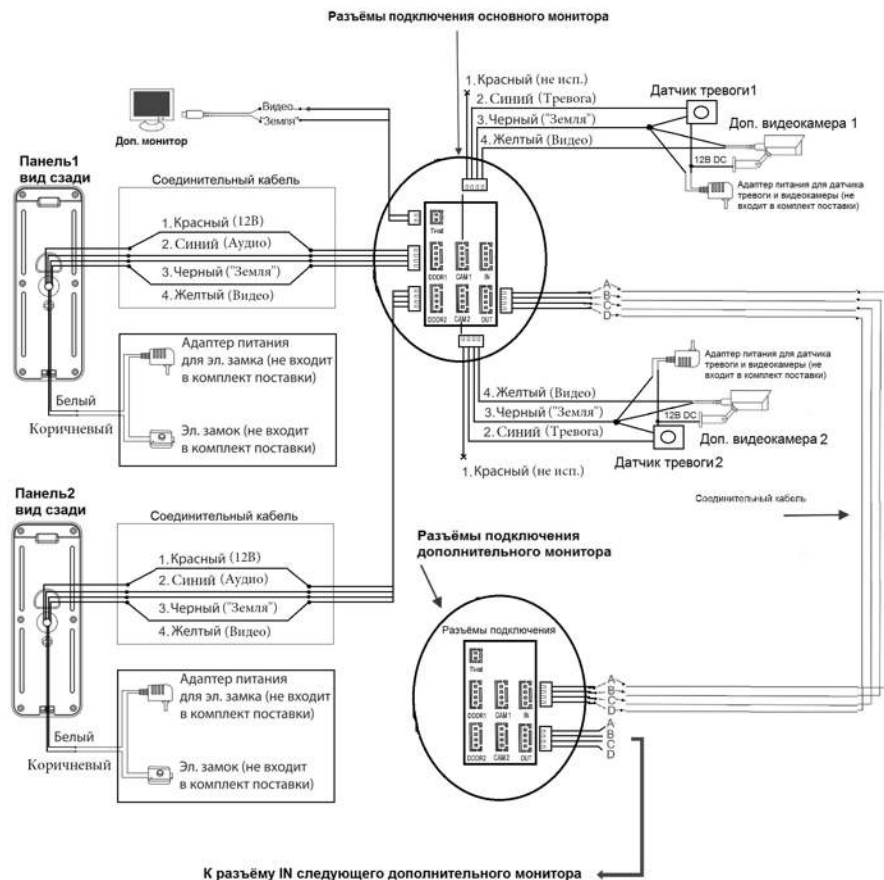 Разъёмы подключения основного монитора
1. Красный (не исп.)
2. Синий (Тревога)
3. Черный ("Земля")
4. Желтый (Видео)
Датчик тревоги1
Доп. видеокамера 1
12В DC
Адаптер питания для датчика
тревоги и видеокамеры (не
входит в комплект поставки)
Видео
"Земля"
Доп. монитор
Панель1
вид сзади
Соединительный кабель
1. Красный (12В)
2. Синий (Аудио)
3. Черный ("Земля")
4. Желтый (Видео)
DOOR1
CAM 1
IN
DOOR2
CAM 2
OUT
A
B
C
D
Адаптер питания
для эл. замка (не входит
в комплект поставки)
Белый
Коричневый
Эл. замок (не входит
в комплект поставки)
Адаптер питания для датчика
тревоги и видеокамеры (не
входит в комплект поставки)
4. Желтый (Видео)
3. Черный ("Земля")
2. Синий (Тревога)
1. Красный (не исп.)
12В DC
Доп. видеокамера 2
Датчик тревоги2
Соединительный кабель
Панель2
вид сзади
Соединительный кабель
1. Красный (12В)
2. Синий (Аудио)
3. Черный ("Земля")
4. Желтый (Видео)
Разъёмы подключения
дополнительного монитора
Разъёмы подключения
DOOR1
CAM 1
IN
DOOR2
CAM 2
OUT
A
B
C
D
A
B
C
D
Адаптер питания
для эл. замка (не входит
в комплект поставки)
Белый
Коричневый
Эл. замок (не входит
в комплект поставки)
К разъёму IN следующего дополнительного монитора